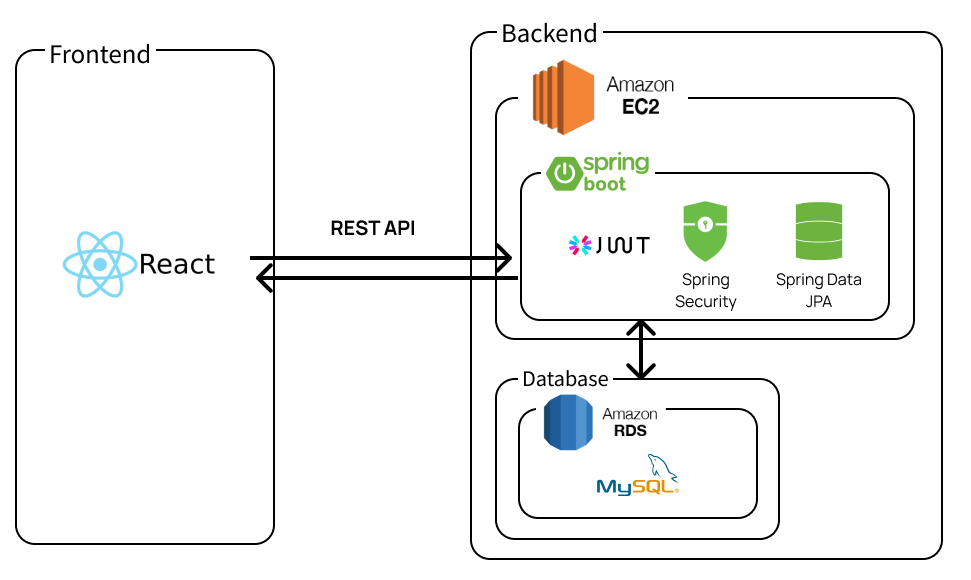 Frontend
React
REST API
Backend
Amazon
EC2
spring
boot
JWT
Spring
Security
Spring Data
JPA
Database
Amazon
RDS
MySQL®